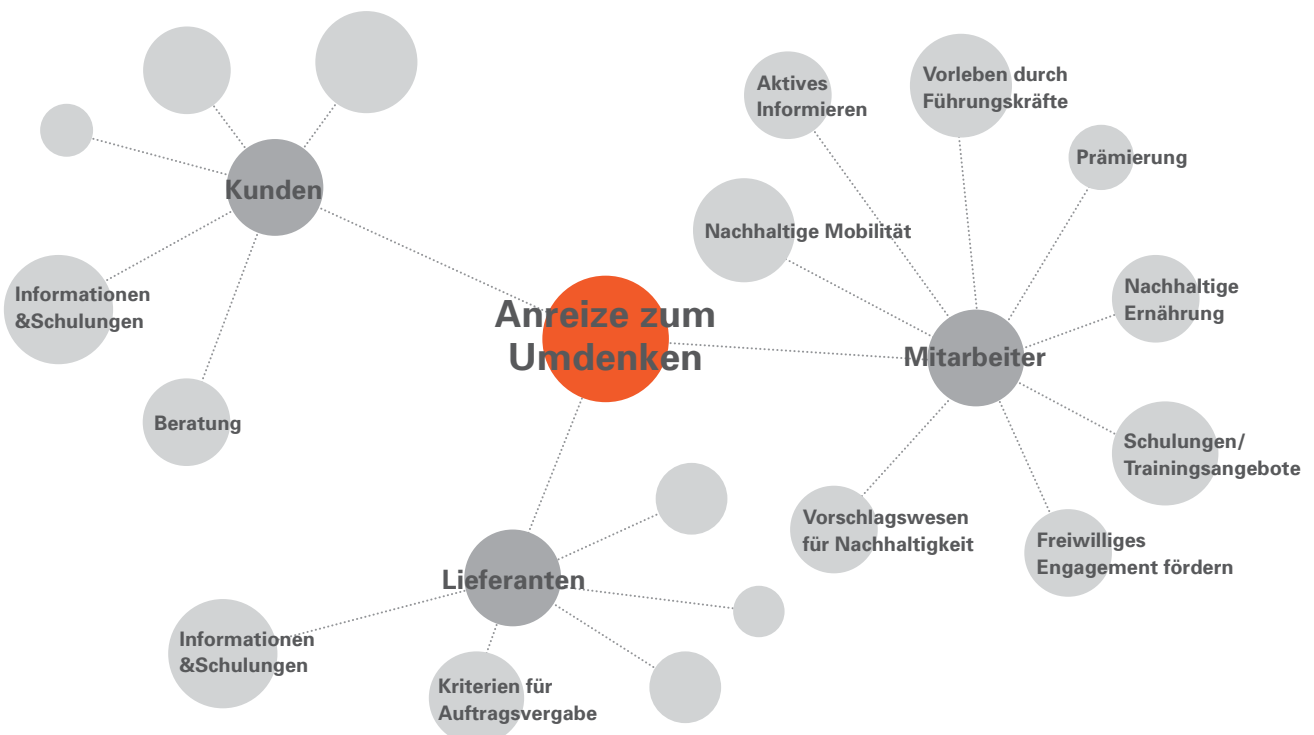 Anreize zum
Umdenken
Kunden
Informationen
&Schulungen
Beratung
Mitarbeiter
Aktives
Informieren
Vorleben durch
Führungskräfte
Prämierung
Nachhaltige Mobilität
Nachhaltige
Ernährung
Schulungen/
Trainingsangebote
Freiwilliges
Engagement fördern
Vorschlagswesen
für Nachhaltigkeit
Lieferanten
Informationen
&Schulungen
Kriterien für
Auftragsvergabe